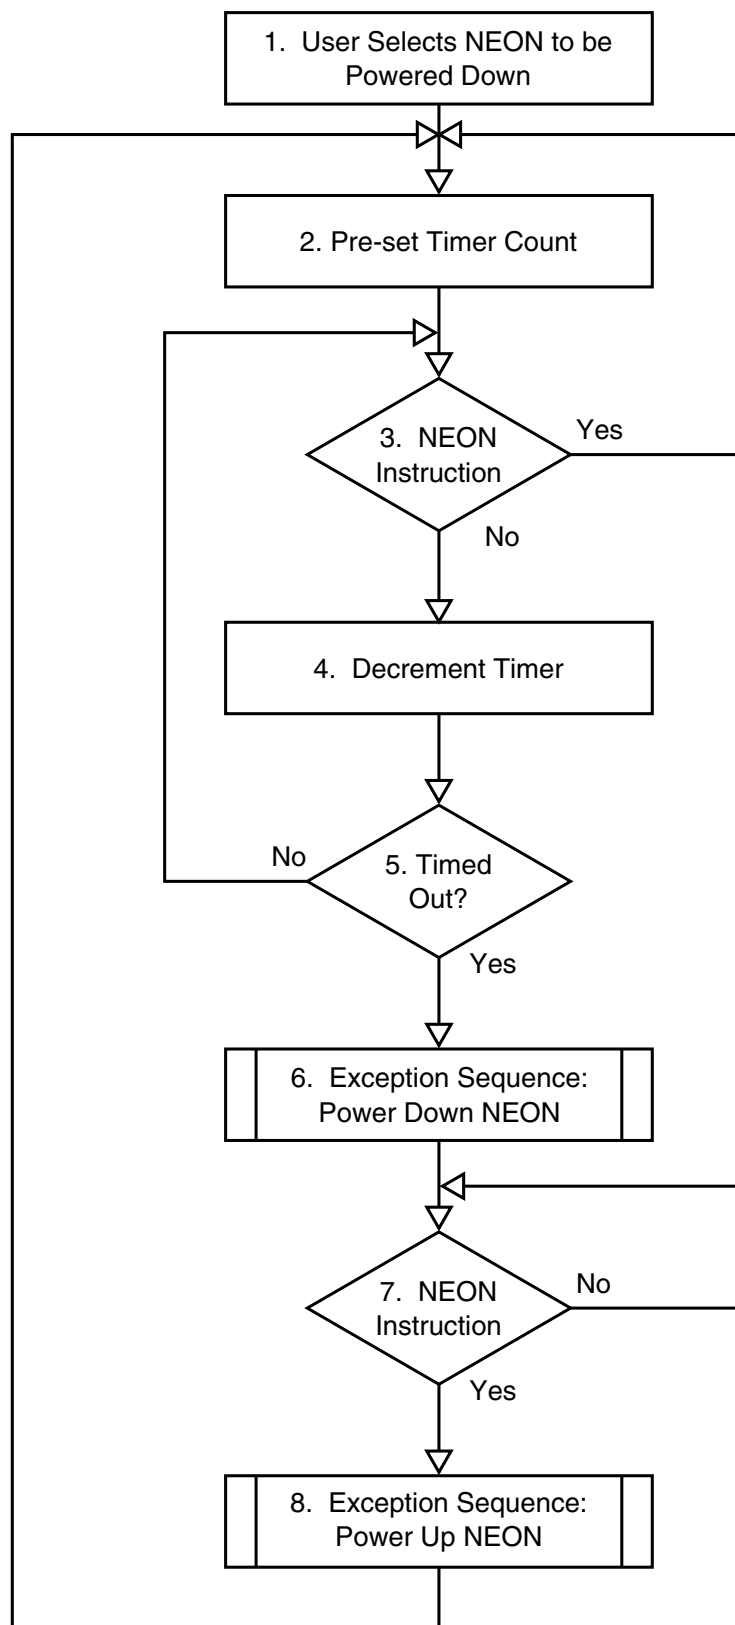 1. User Selects NEON to be
Powered Down
2. Pre-set Timer Count
3. NEON
Instruction
Yes
No
4. Decrement Timer
5. Timed
Out?
No
Yes
6. Exception Sequence:
Power Down NEON
7. NEON
Instruction
No
Yes
8. Exception Sequence:
Power Up NEON